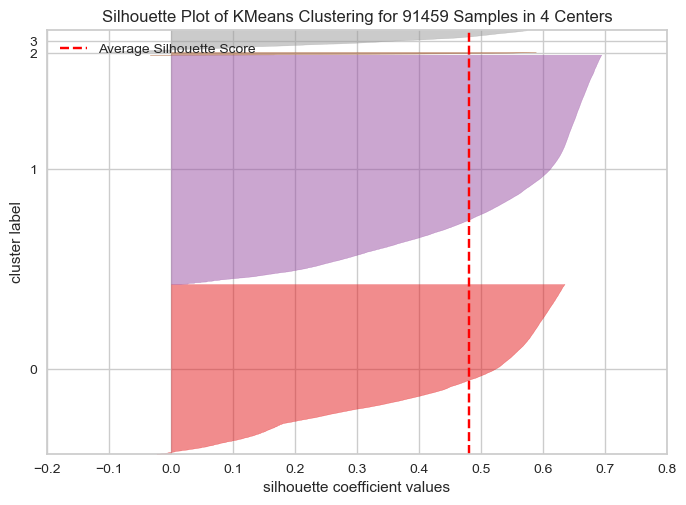 Silhouette Plot of KMeans Clustering for 91459 Samples in 4 Centers
3
2
Average Silhouette Score
1
0
cluster label
−0.2 −0.1 0.0 0.1 0.2 0.3 0.4 0.5 0.6 0.7 0.8
silhouette coefficient values